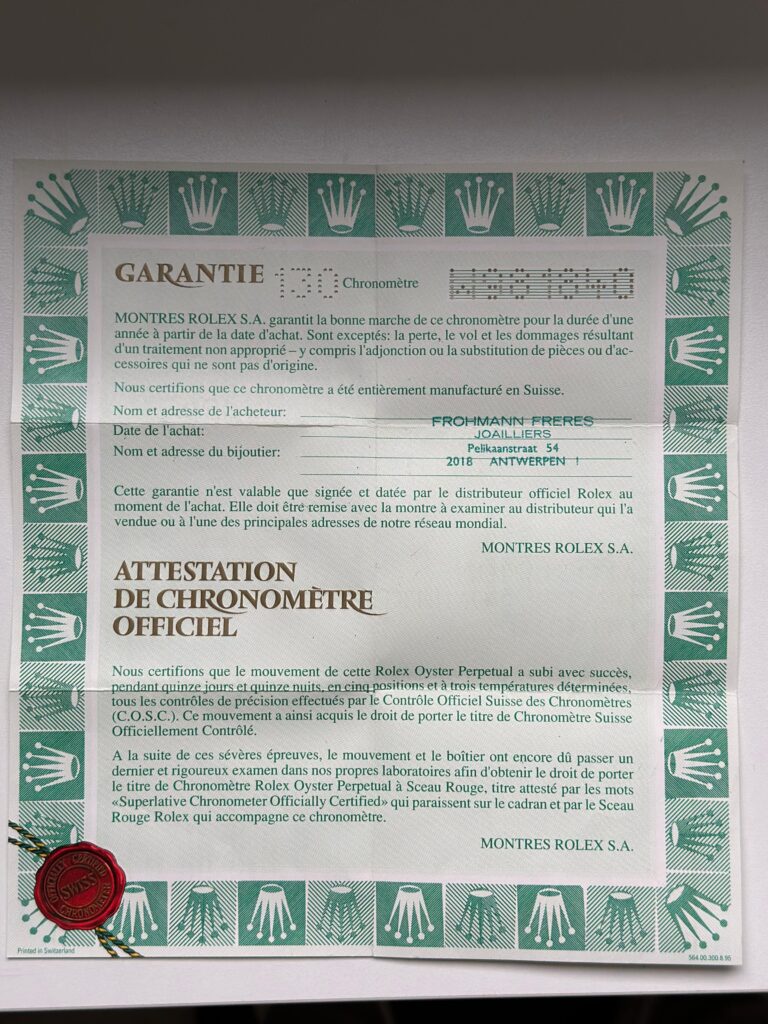 GARANTIE 130 Chronomètre
MONTRES ROLEX S.A. garantit la bonne marche de ce chronomètre pour la durée d'une
année à partir de la date d'achat. Sont exceptés: la perte, le vol et les dommages résultant
d'un traitement non approprié – y compris l'adjonction ou la substitution de pièces ou d'ac-
cessoires qui ne sont pas d'origine.
Nous certifions que ce chronomètre a été entièrement manufacturé en Suisse.
Nom et adresse de l'acheteur:
Date de l'achat:
Nom et adresse du bijoutier:
FROHMANN FRERES
JOAILLIERS
Pelikaanstraat 54
2018 ANTWERPEN 1
Cette garantie n'est valable que signée et datée par le distributeur officiel Rolex au
moment de l'achat. Elle doit être remise avec la montre à examiner au distributeur qui l'a
vendue ou à l'une des principales adresses de notre réseau mondial.
MONTRES ROLEX S.A.
ATTESTATION
DE CHRONOMÈTRE
OFFICIEL
Nous certifions que le mouvement de cette Rolex Oyster Perpetual a subi avec succès,
pendant quinze jours et quinze nuits, en cinq positions et à trois températures déterminées,
tous les contrôles de précision effectués par le Contrôle Officiel Suisse des Chronomètres
(C.O.S.C.). Ce mouvement a ainsi acquis le droit de porter le titre de Chronomètre Suisse
Officiellement Contrôlé.
A la suite de ces sévères épreuves, le mouvement et le boîtier ont encore dû passer un
dernier et rigoureux examen dans nos propres laboratoires afin d'obtenir le droit de porter
le titre de Chronomètre Rolex Oyster Perpetual à Sceau Rouge, titre attesté par les mots
«Superlative Chronometer Officially Certified» qui paraissent sur le cadran et par le Sceau
Rouge Rolex qui accompagne ce chronomètre.
MONTRES ROLEX S.A.
OFFICIALLY CERTIFIED
SWISS
CHRONOMETER
Printed in Switzerland
564.00.300.8.95